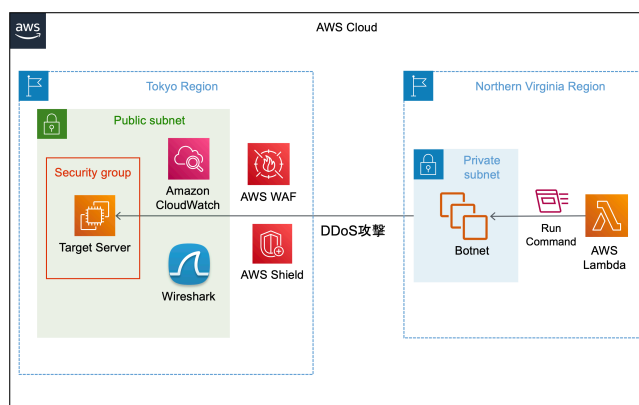 aws
AWS Cloud
Tokyo Region
Northern Virginia Region
Public subnet
Security group
Target Server
Amazon
CloudWatch
AWS WAF
Wireshark
AWS Shield
DDoS攻撃
Private
subnet
Botnet
Run
Command
AWS
Lambda